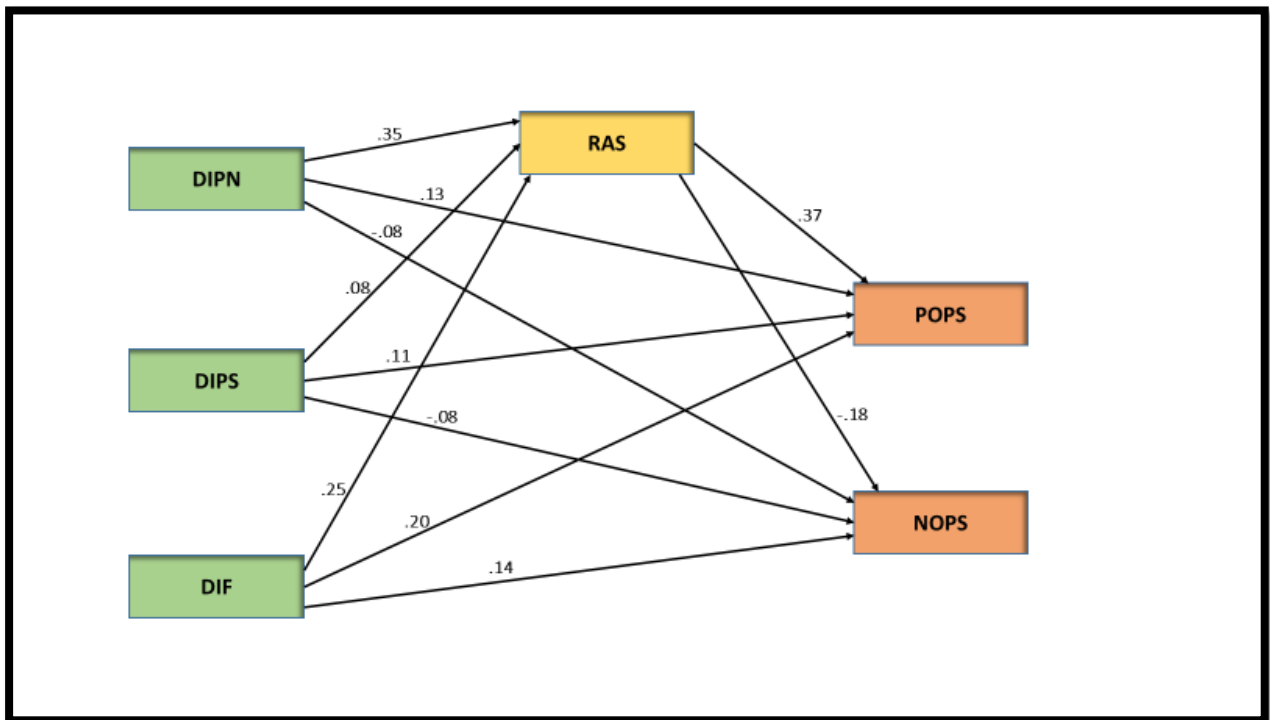 .35
RAS
DIPN
.13
.37
-.08
.08
POPS
.11
DIPS
-.08
-.18
.25
.20
NOPS
.14
DIF